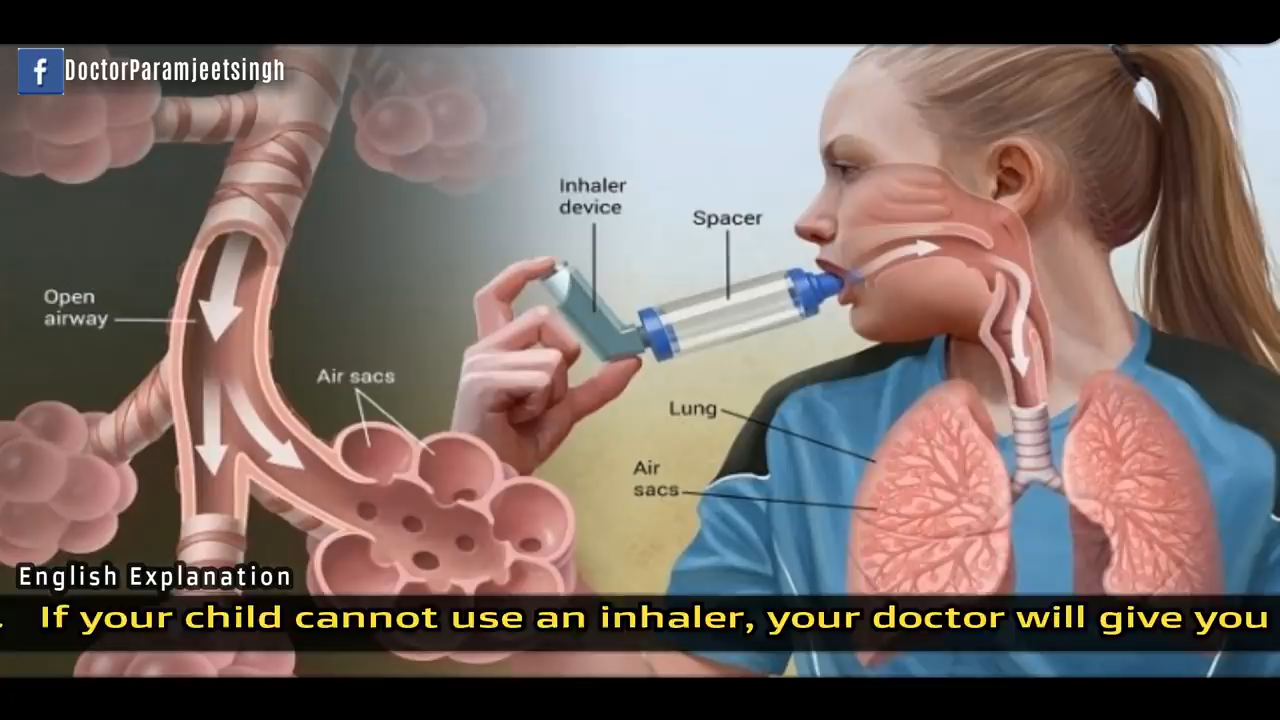 f DoctorParamjeetsingh
Inhaler
device
Spacer
Open
airway
Air sacs
Lung
Air
sacs
English Explanation
. If your child cannot use an inhaler, your doctor will give you